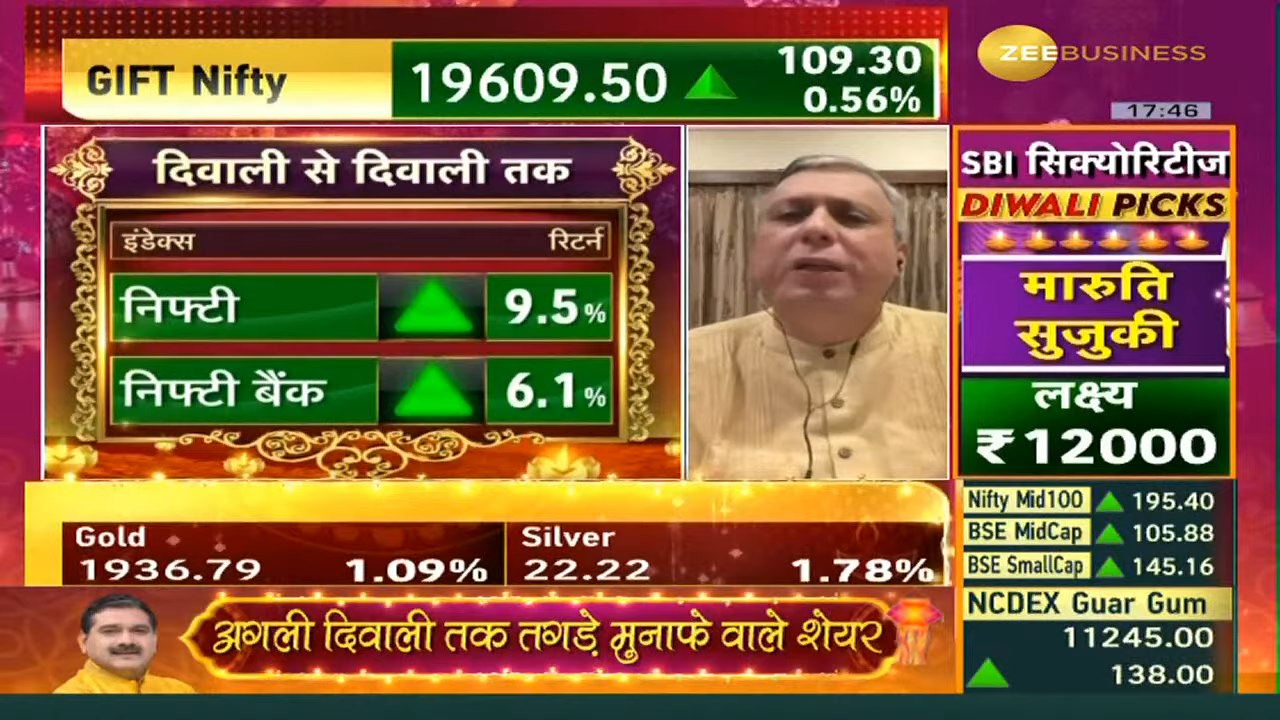 GIFT Nifty
19609.50
109.30
0.56%
ZEEBUSINESS
17:46
दिवाली से दिवाली तक
इंडेक्स रिटर्न
निफ्टी 9.5%
निफ्टी बैंक 6.1%
SBI सिक्योरिटीज
DIWALI PICKS
मारुति
सुजुकी
लक्ष्य
₹12000
Gold
1936.79 1.09%
Silver
22.22 1.78%
Nifty Mid100 195.40
BSE MidCap 105.88
BSE SmallCap 145.16
NCDEX Guar Gum
11245.00
138.00
अगली दिवाली तक तगड़े मुनाफे वाले शेयर